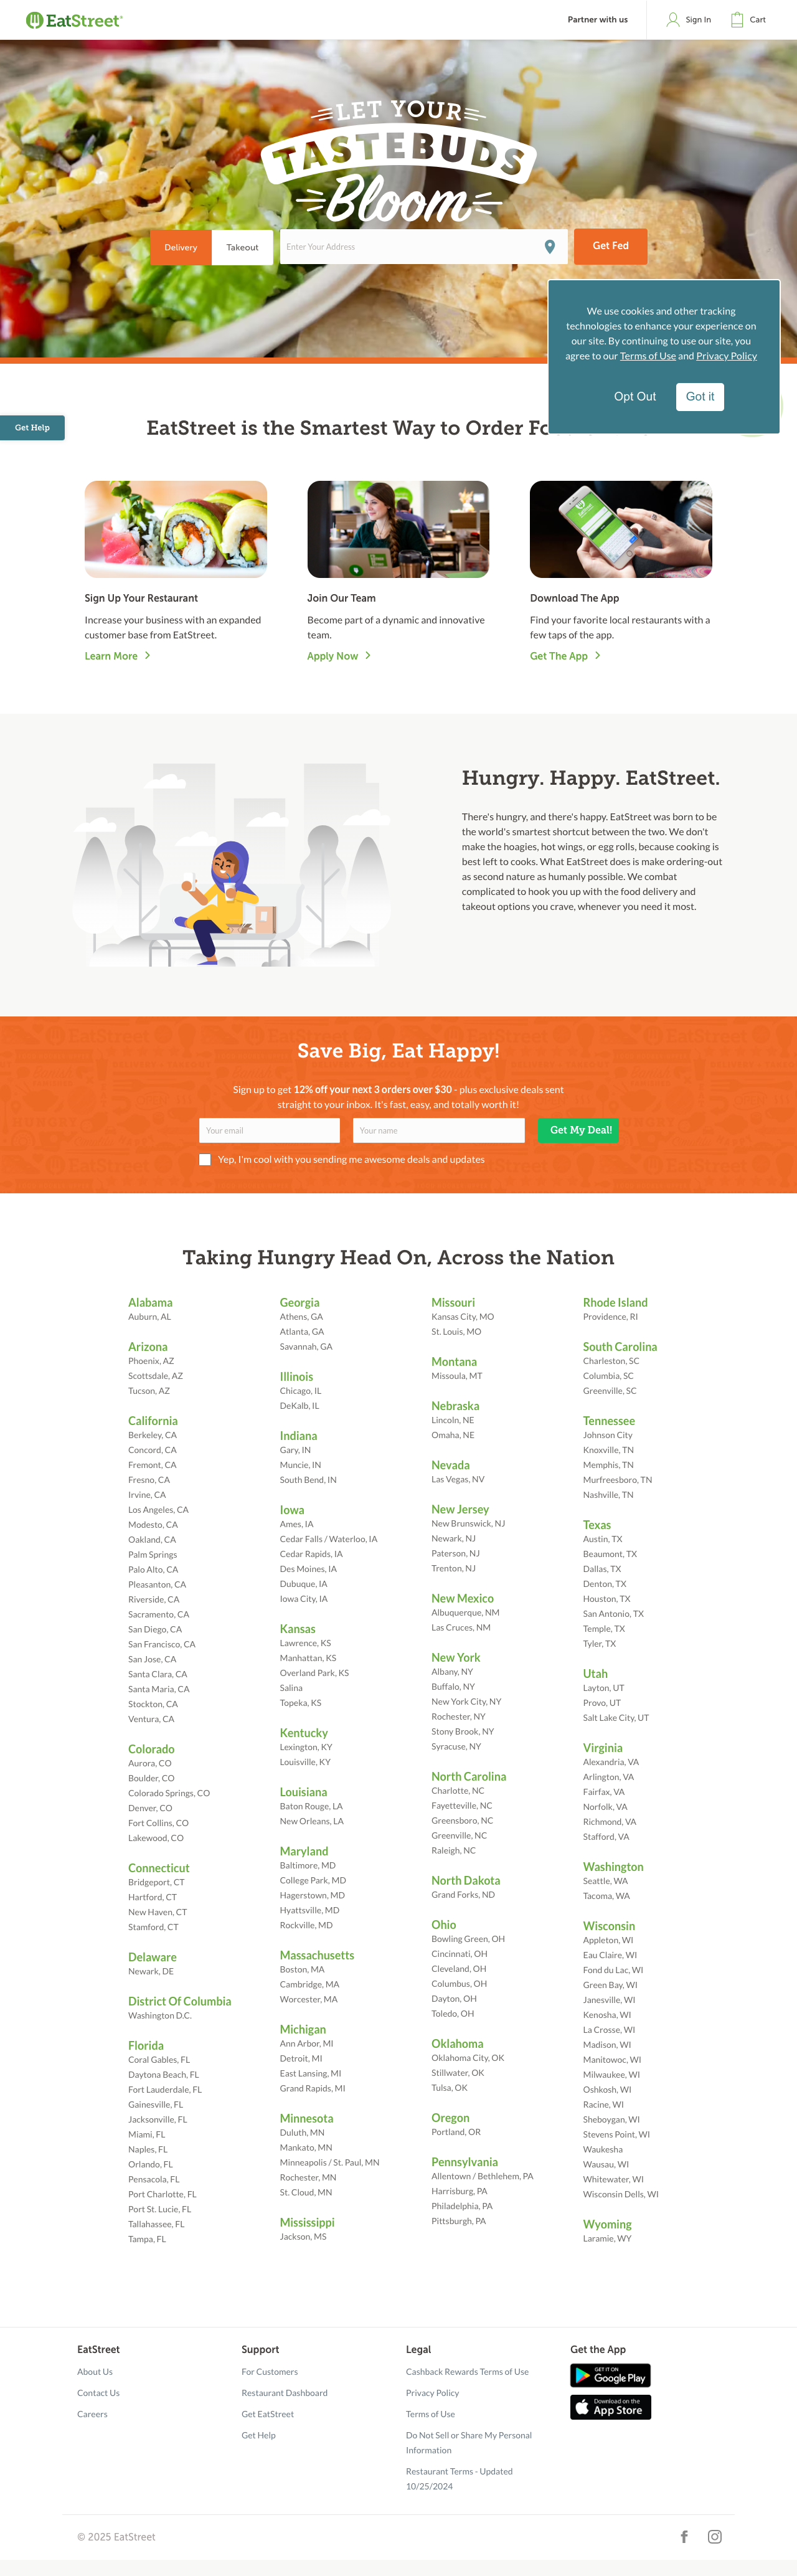 EatStreet
Partner with us
Sign In
Cart
LET YOUR
TASTEBUDS
Bloom
Delivery
Takeout
Enter Your Address
Get Fed
We use cookies and other tracking
technologies to enhance your experience on
our site. By continuing to use our site, you
agree to our Terms of Use and Privacy Policy
Opt Out
Got it
Get Help
EatStreet is the Smartest Way to Order
Sign Up Your Restaurant
Increase your business with an expanded
customer base from EatStreet.
Learn More
Join Our Team
Become part of a dynamic and innovative
team.
Apply Now
Download The App
Find your favorite local restaurants with a
few taps of the app.
Get The App
Hungry. Happy. EatStreet.
There's hungry, and there's happy. EatStreet was born to be
the world's smartest shortcut between the two. We don't
make the hoagies, hot wings, or egg rolls, because cooking is
best left to cooks. What EatStreet does is make ordering-out
as second nature as humanly possible. We combat
complicated to hook you up with the food delivery and
takeout options you crave, whenever you need it most.
Save Big, Eat Happy!
Sign up to get 12% off your next 3 orders over $30 - plus exclusive deals sent
straight to your inbox. It's fast, easy, and totally worth it!
Your email
Your name
Get My Deal!
Yep, I'm cool with you sending me awesome deals and updates
Taking Hungry Head On, Across the Nation
Alabama
Auburn, AL
Arizona
Phoenix, AZ
Scottsdale, AZ
Tucson, AZ
California
Berkeley, CA
Concord, CA
Fremont, CA
Fresno, CA
Irvine, CA
Los Angeles, CA
Modesto, CA
Oakland, CA
Palm Springs
Palo Alto, CA
Pleasanton, CA
Riverside, CA
Sacramento, CA
San Diego, CA
San Francisco, CA
San Jose, CA
Santa Clara, CA
Santa Maria, CA
Stockton, CA
Ventura, CA
Colorado
Aurora, CO
Boulder, CO
Colorado Springs, CO
Denver, CO
Fort Collins, CO
Lakewood, CO
Connecticut
Bridgeport, CT
Hartford, CT
New Haven, CT
Stamford, CT
Delaware
Newark, DE
District Of Columbia
Washington D.C.
Florida
Coral Gables, FL
Daytona Beach, FL
Fort Lauderdale, FL
Gainesville, FL
Jacksonville, FL
Miami, FL
Naples, FL
Orlando, FL
Pensacola, FL
Port Charlotte, FL
Port St. Lucie, FL
Tallahassee, FL
Tampa, FL
Georgia
Athens, GA
Atlanta, GA
Savannah, GA
Illinois
Chicago, IL
DeKalb, IL
Indiana
Gary, IN
Muncie, IN
South Bend, IN
Iowa
Ames, IA
Cedar Falls / Waterloo, IA
Cedar Rapids, IA
Des Moines, IA
Dubuque, IA
Iowa City, IA
Kansas
Lawrence, KS
Manhattan, KS
Overland Park, KS
Salina
Topeka, KS
Kentucky
Lexington, KY
Louisville, KY
Louisiana
Baton Rouge, LA
New Orleans, LA
Maryland
Baltimore, MD
College Park, MD
Hagerstown, MD
Hyattsville, MD
Rockville, MD
Massachusetts
Boston, MA
Cambridge, MA
Worcester, MA
Michigan
Ann Arbor, MI
Detroit, MI
East Lansing, MI
Grand Rapids, MI
Minnesota
Duluth, MN
Mankato, MN
Minneapolis / St. Paul, MN
Rochester, MN
St. Cloud, MN
Mississippi
Jackson, MS
Missouri
Kansas City, MO
St. Louis, MO
Montana
Missoula, MT
Nebraska
Lincoln, NE
Omaha, NE
Nevada
Las Vegas, NV
New Jersey
New Brunswick, NJ
Newark, NJ
Paterson, NJ
Trenton, NJ
New Mexico
Albuquerque, NM
Las Cruces, NM
New York
Albany, NY
Buffalo, NY
New York City, NY
Rochester, NY
Stony Brook, NY
Syracuse, NY
North Carolina
Charlotte, NC
Fayetteville, NC
Greensboro, NC
Greenville, NC
Raleigh, NC
North Dakota
Grand Forks, ND
Ohio
Bowling Green, OH
Cincinnati, OH
Cleveland, OH
Columbus, OH
Dayton, OH
Toledo, OH
Oklahoma
Oklahoma City, OK
Stillwater, OK
Tulsa, OK
Oregon
Portland, OR
Pennsylvania
Allentown / Bethlehem, PA
Harrisburg, PA
Philadelphia, PA
Pittsburgh, PA
Rhode Island
Providence, RI
South Carolina
Charleston, SC
Columbia, SC
Greenville, SC
Tennessee
Johnson City
Knoxville, TN
Memphis, TN
Murfreesboro, TN
Nashville, TN
Texas
Austin, TX
Beaumont, TX
Dallas, TX
Denton, TX
Houston, TX
San Antonio, TX
Temple, TX
Tyler, TX
Utah
Layton, UT
Provo, UT
Salt Lake City, UT
Virginia
Alexandria, VA
Arlington, VA
Fairfax, VA
Norfolk, VA
Richmond, VA
Stafford, VA
Washington
Seattle, WA
Tacoma, WA
Wisconsin
Appleton, WI
Eau Claire, WI
Fond du Lac, WI
Green Bay, WI
Janesville, WI
Kenosha, WI
La Crosse, WI
Madison, WI
Manitowoc, WI
Milwaukee, WI
Oshkosh, WI
Racine, WI
Sheboygan, WI
Stevens Point, WI
Waukesha
Wausau, WI
Whitewater, WI
Wisconsin Dells, WI
Wyoming
Laramie, WY
EatStreet
About Us
Contact Us
Careers
Support
For Customers
Restaurant Dashboard
Get EatStreet
Get Help
Legal
Cashback Rewards Terms of Use
Privacy Policy
Terms of Use
Do Not Sell or Share My Personal
Information
Restaurant Terms - Updated
10/25/2024
Get the App
GET IT ON
Google Play
Download on the
App Store
© 2025 EatStreet